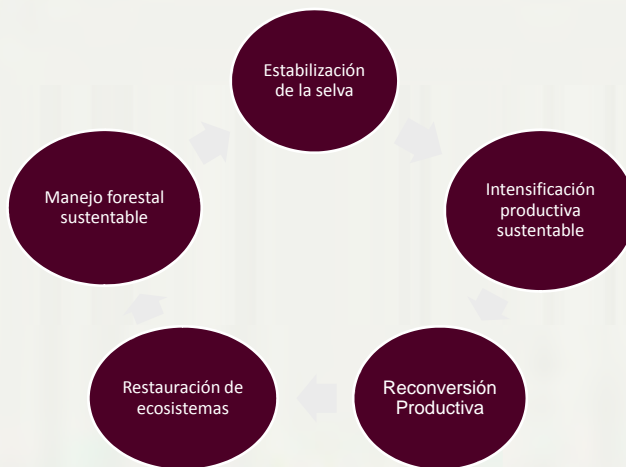 Estabilización
de la selva
Intensificación
productiva
sustentable
Reconversión
Productiva
Restauración de
ecosistemas
Manejo forestal
sustentable